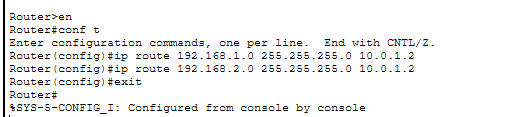 Router>en
Router#conf t
Enter configuration commands, one per line.  End with CNTL/Z.
Router(config)#ip route 192.168.1.0 255.255.255.0 10.0.1.2
Router(config)#ip route 192.168.2.0 255.255.255.0 10.0.1.2
Router(config)#exit
Router#
%SYS-5-CONFIG_I: Configured from console by console